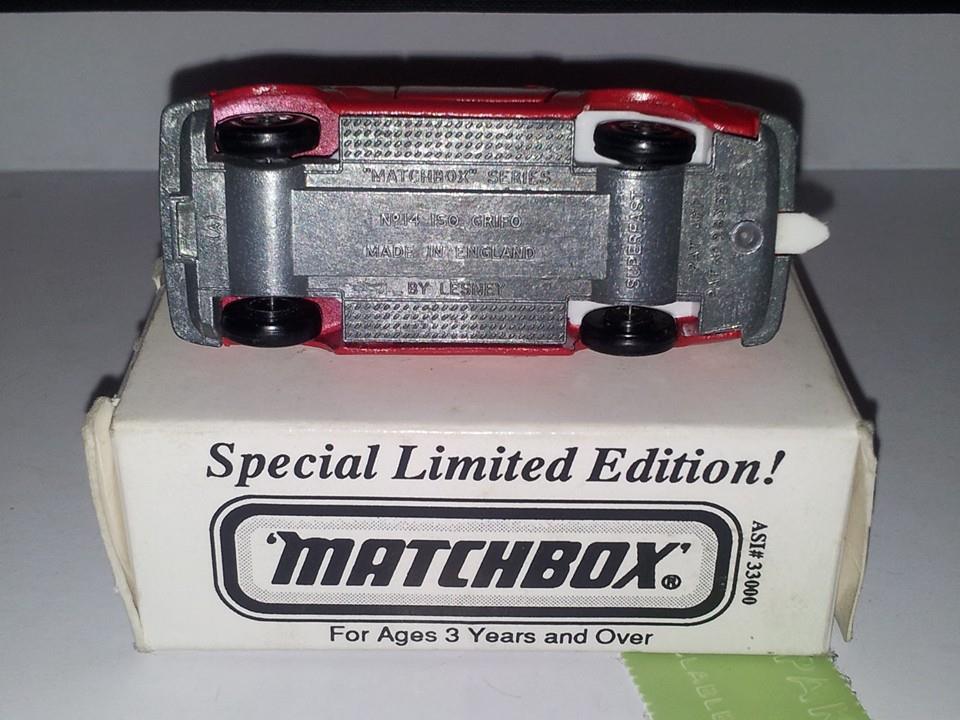 "MATCHBOX" SERIES
Nº14 ISO GRIFO
MADE IN ENGLAND
BY LESNEY
SUPERFAST
Special Limited Edition!
'MATCHBOX'®
ASI# 33000
For Ages 3 Years and Over